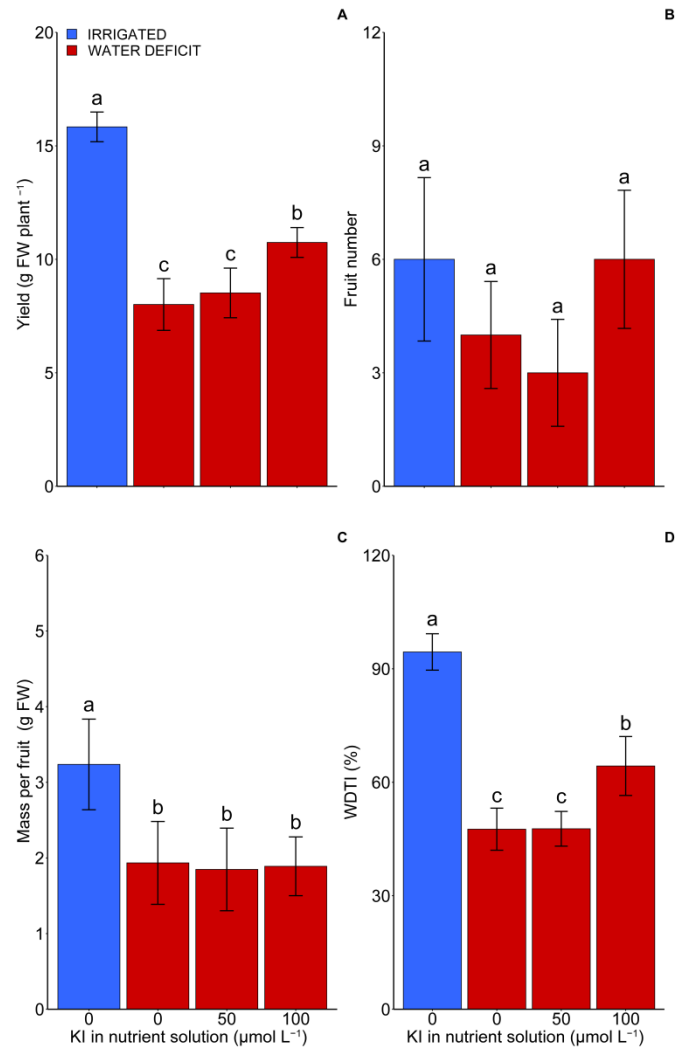 A
20
IRRIGATED
WATER DEFICIT
a
15
b
10
c
c
5
0
Yield (g FW plant ⁻¹)
B
12
9
a
a
6
a
a
3
0
Fruit number
C
6
5
4
a
3
b
b
b
2
1
0
Mass per fruit (g FW)
0
0
50
100
KI in nutrient solution (µmol L⁻¹)
D
120
a
90
b
60
c
c
30
0
WDTI (%)
0
0
50
100
KI in nutrient solution (µmol L⁻¹)